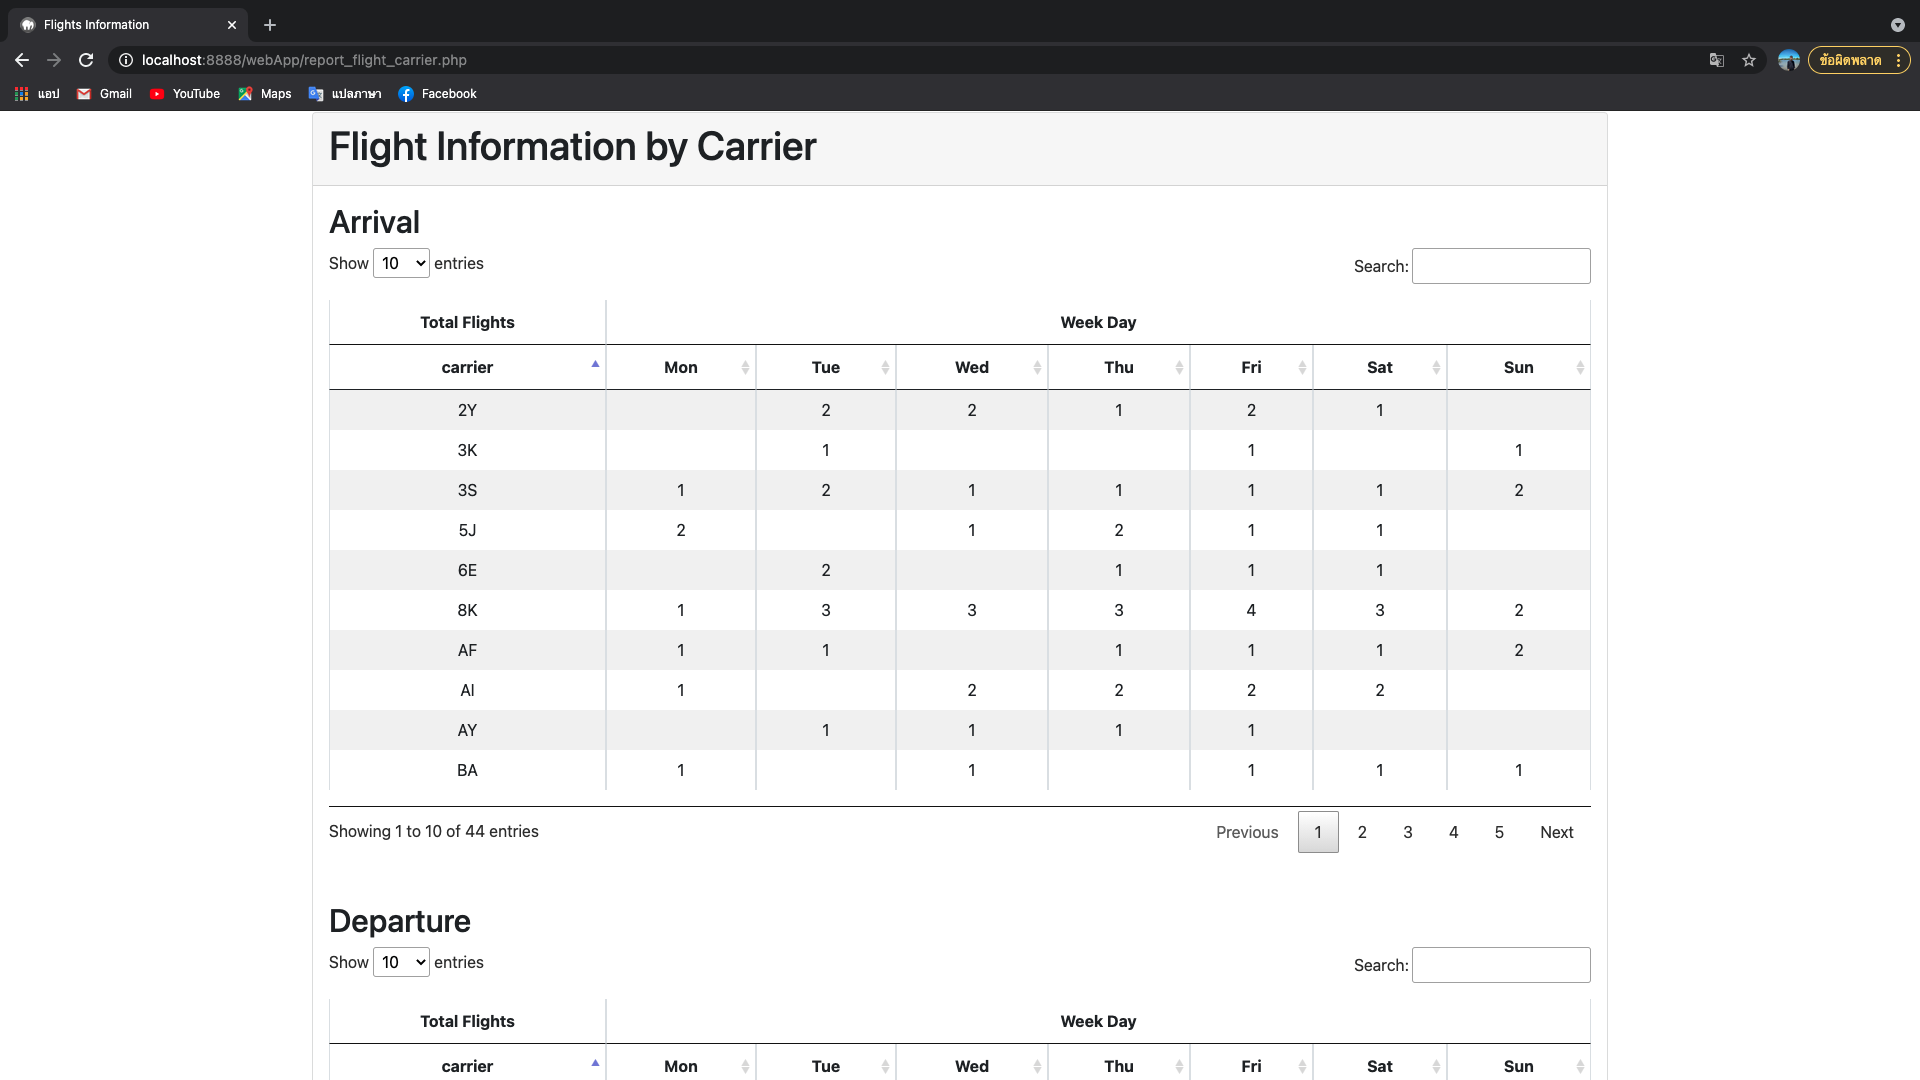 Flights Information
localhost:8888/webApp/report_flight_carrier.php
ข้อผิดพลาด
แอป Gmail YouTube Maps แปลภาษา Facebook
Flight Information by Carrier
Arrival
Show 10 entries Search:
Total Flights Week Day
carrier Mon Tue Wed Thu Fri Sat Sun
2Y 2 2 1 2 1
3K 1 1 1
3S 1 2 1 1 1 1 2
5J 2 1 2 1 1
6E 2 1 1 1
8K 1 3 3 3 4 3 2
AF 1 1 1 1 1 2
AI 1 2 2 2 2
AY 1 1 1 1
BA 1 1 1 1 1
Showing 1 to 10 of 44 entries Previous 1 2 3 4 5 Next
Departure
Show 10 entries Search:
Total Flights Week Day
carrier Mon Tue Wed Thu Fri Sat Sun